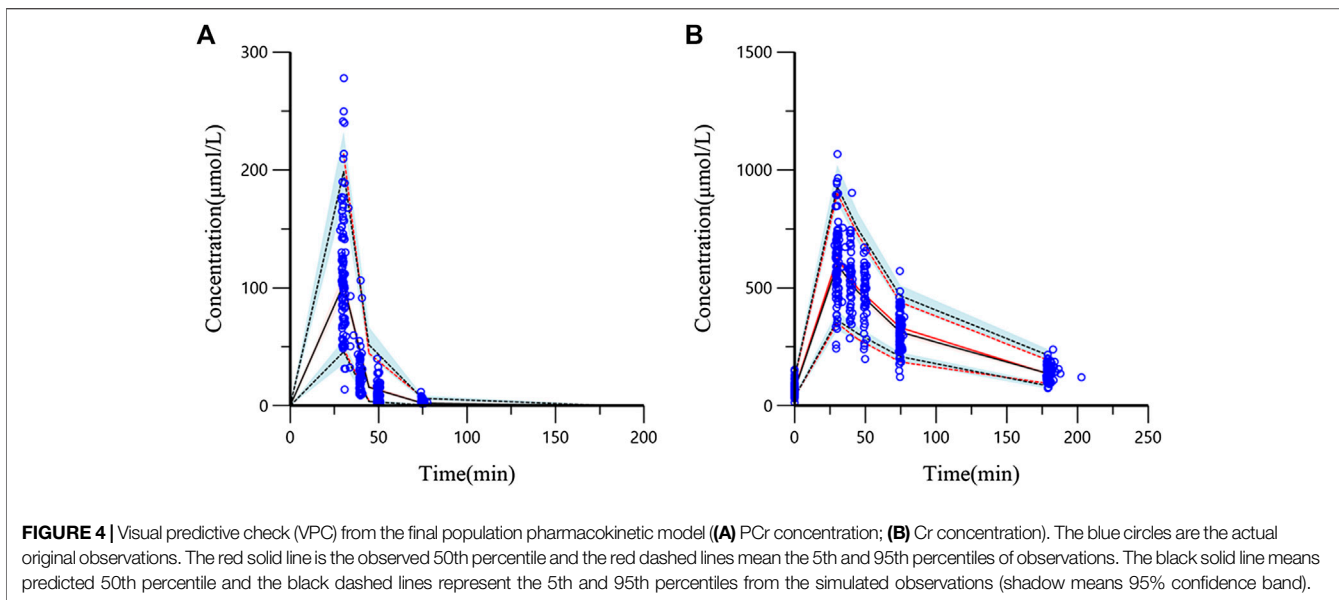 A
B
300
200
100
0
Concentration(μmol/L)
0 50 100 150 200
Time(min)
1500
1000
500
0
Concentration(μmol/L)
0 50 100 150 200 250
Time(min)
FIGURE 4 | Visual predictive check (VPC) from the final population pharmacokinetic model ((A) PCr concentration; (B) Cr concentration). The blue circles are the actual
original observations. The red solid line is the observed 50th percentile and the red dashed lines mean the 5th and 95th percentiles of observations. The black solid line means
predicted 50th percentile and the black dashed lines represent the 5th and 95th percentiles from the simulated observations (shadow means 95% confidence band).